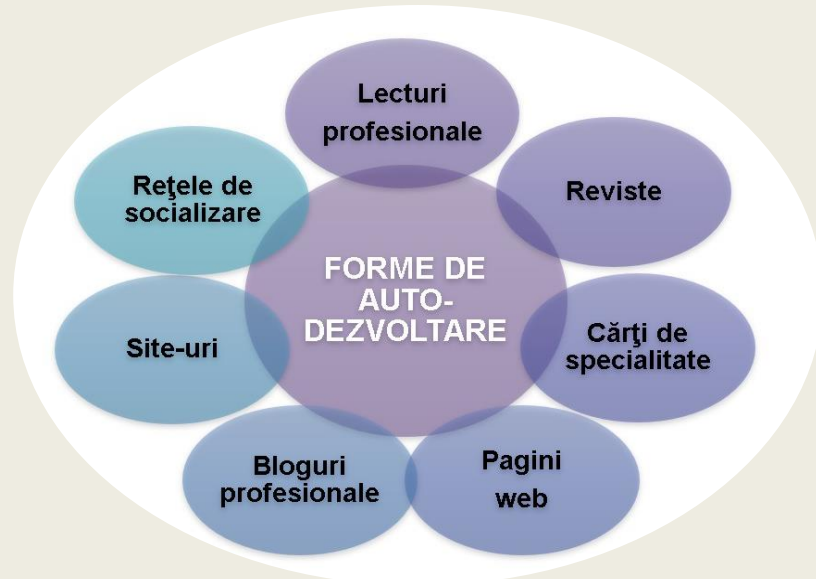 Lecturi
profesionale
Reviste
Cărţi de
specialitate
Pagini
web
Bloguri
profesionale
Site-uri
Reţele de
socializare
FORME DE
AUTO-
DEZVOLTARE